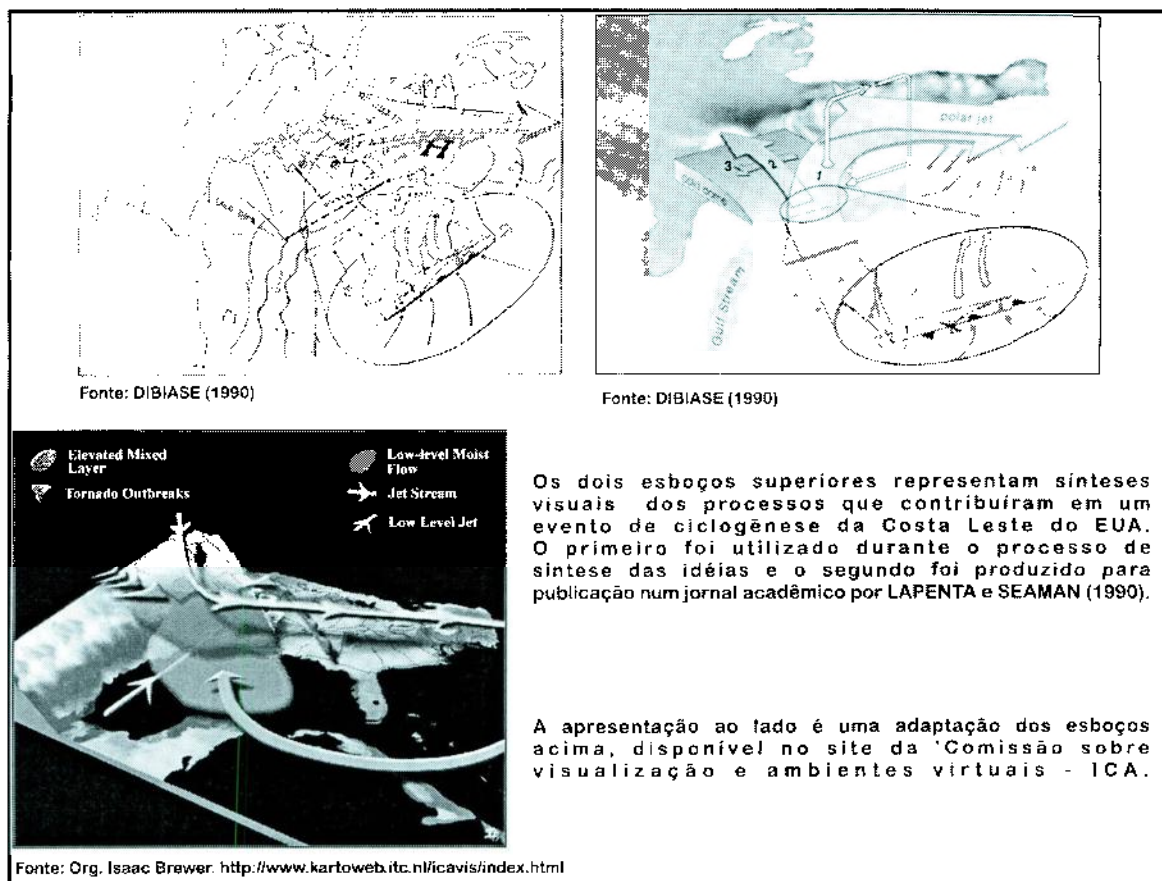 H
polar jet
3
2
1
Gulf Stream
Fonte: DIBIASE (1990)
Fonte: DIBIASE (1990)
Elevated Mixed
Layer
Tornado Outbreaks
Low-level Moist
Flow
Jet Stream
Low Level Jet
Os dois esboços superiores representam sínteses
visuais dos processos que contribuíram em um
evento de ciclogênese da Costa Leste do EUA.
O primeiro foi utilizado durante o processo de
síntese das idéias e o segundo foi produzido para
publicação num jornal acadêmico por LAPENTA e SEAMAN (1990).
A apresentação ao lado é uma adaptação dos esboços
acima, disponível no site da 'Comissão sobre
visualização e ambientes virtuais - ICA.
Fonte: Org. Isaac Brewer. http://www.kartoweb.itc.nl/icavis/index.html